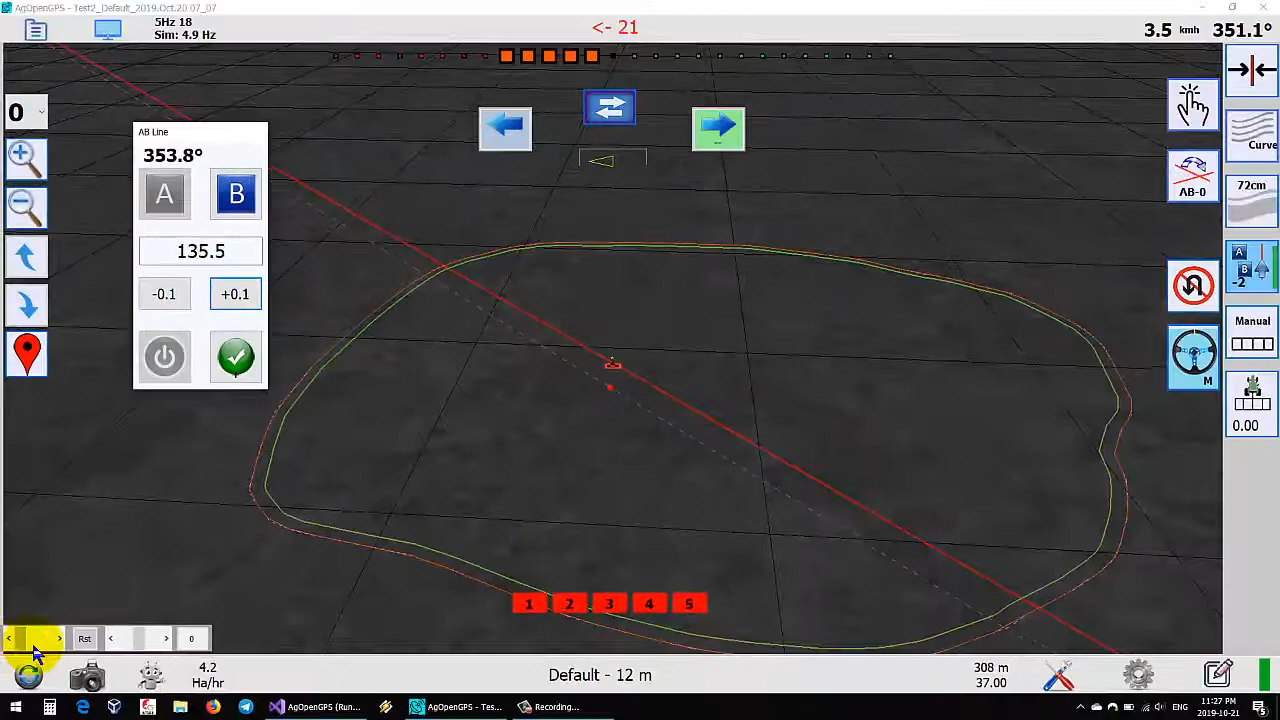 AgOpenGPS - Test2_Default_2019.Oct.20 07_07
5Hz 18
Sim: 4.9 Hz
<- 21
3.5 kmh 351.1°
0
AB Line
353.8°
A B
135.5
-0.1 +0.1
Curve
AB-0
72cm
A
B
-2
Manual
M
0.00
1 2 3 4 5
< > Rst < > 0
4.2
Ha/hr
Default - 12 m
308 m
37.00
AgOpenGPS (Run...
AgOpenGPS - Tes...
Recording...
ENG
11:27 PM
2019-10-21